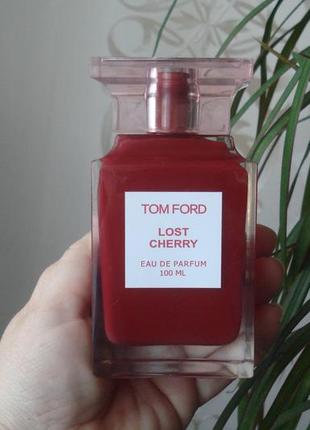 TOM FORD
LOST
CHERRY
EAU DE PARFUM
100 ML